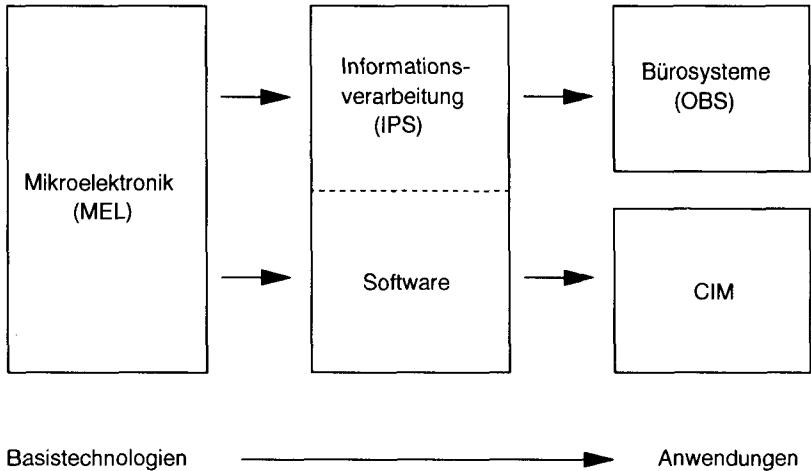 Mikroelektronik
(MEL)
Informations-
verarbeitung
(IPS)
Software
Bürosysteme
(OBS)
CIM
Basistechnologien
Anwendungen